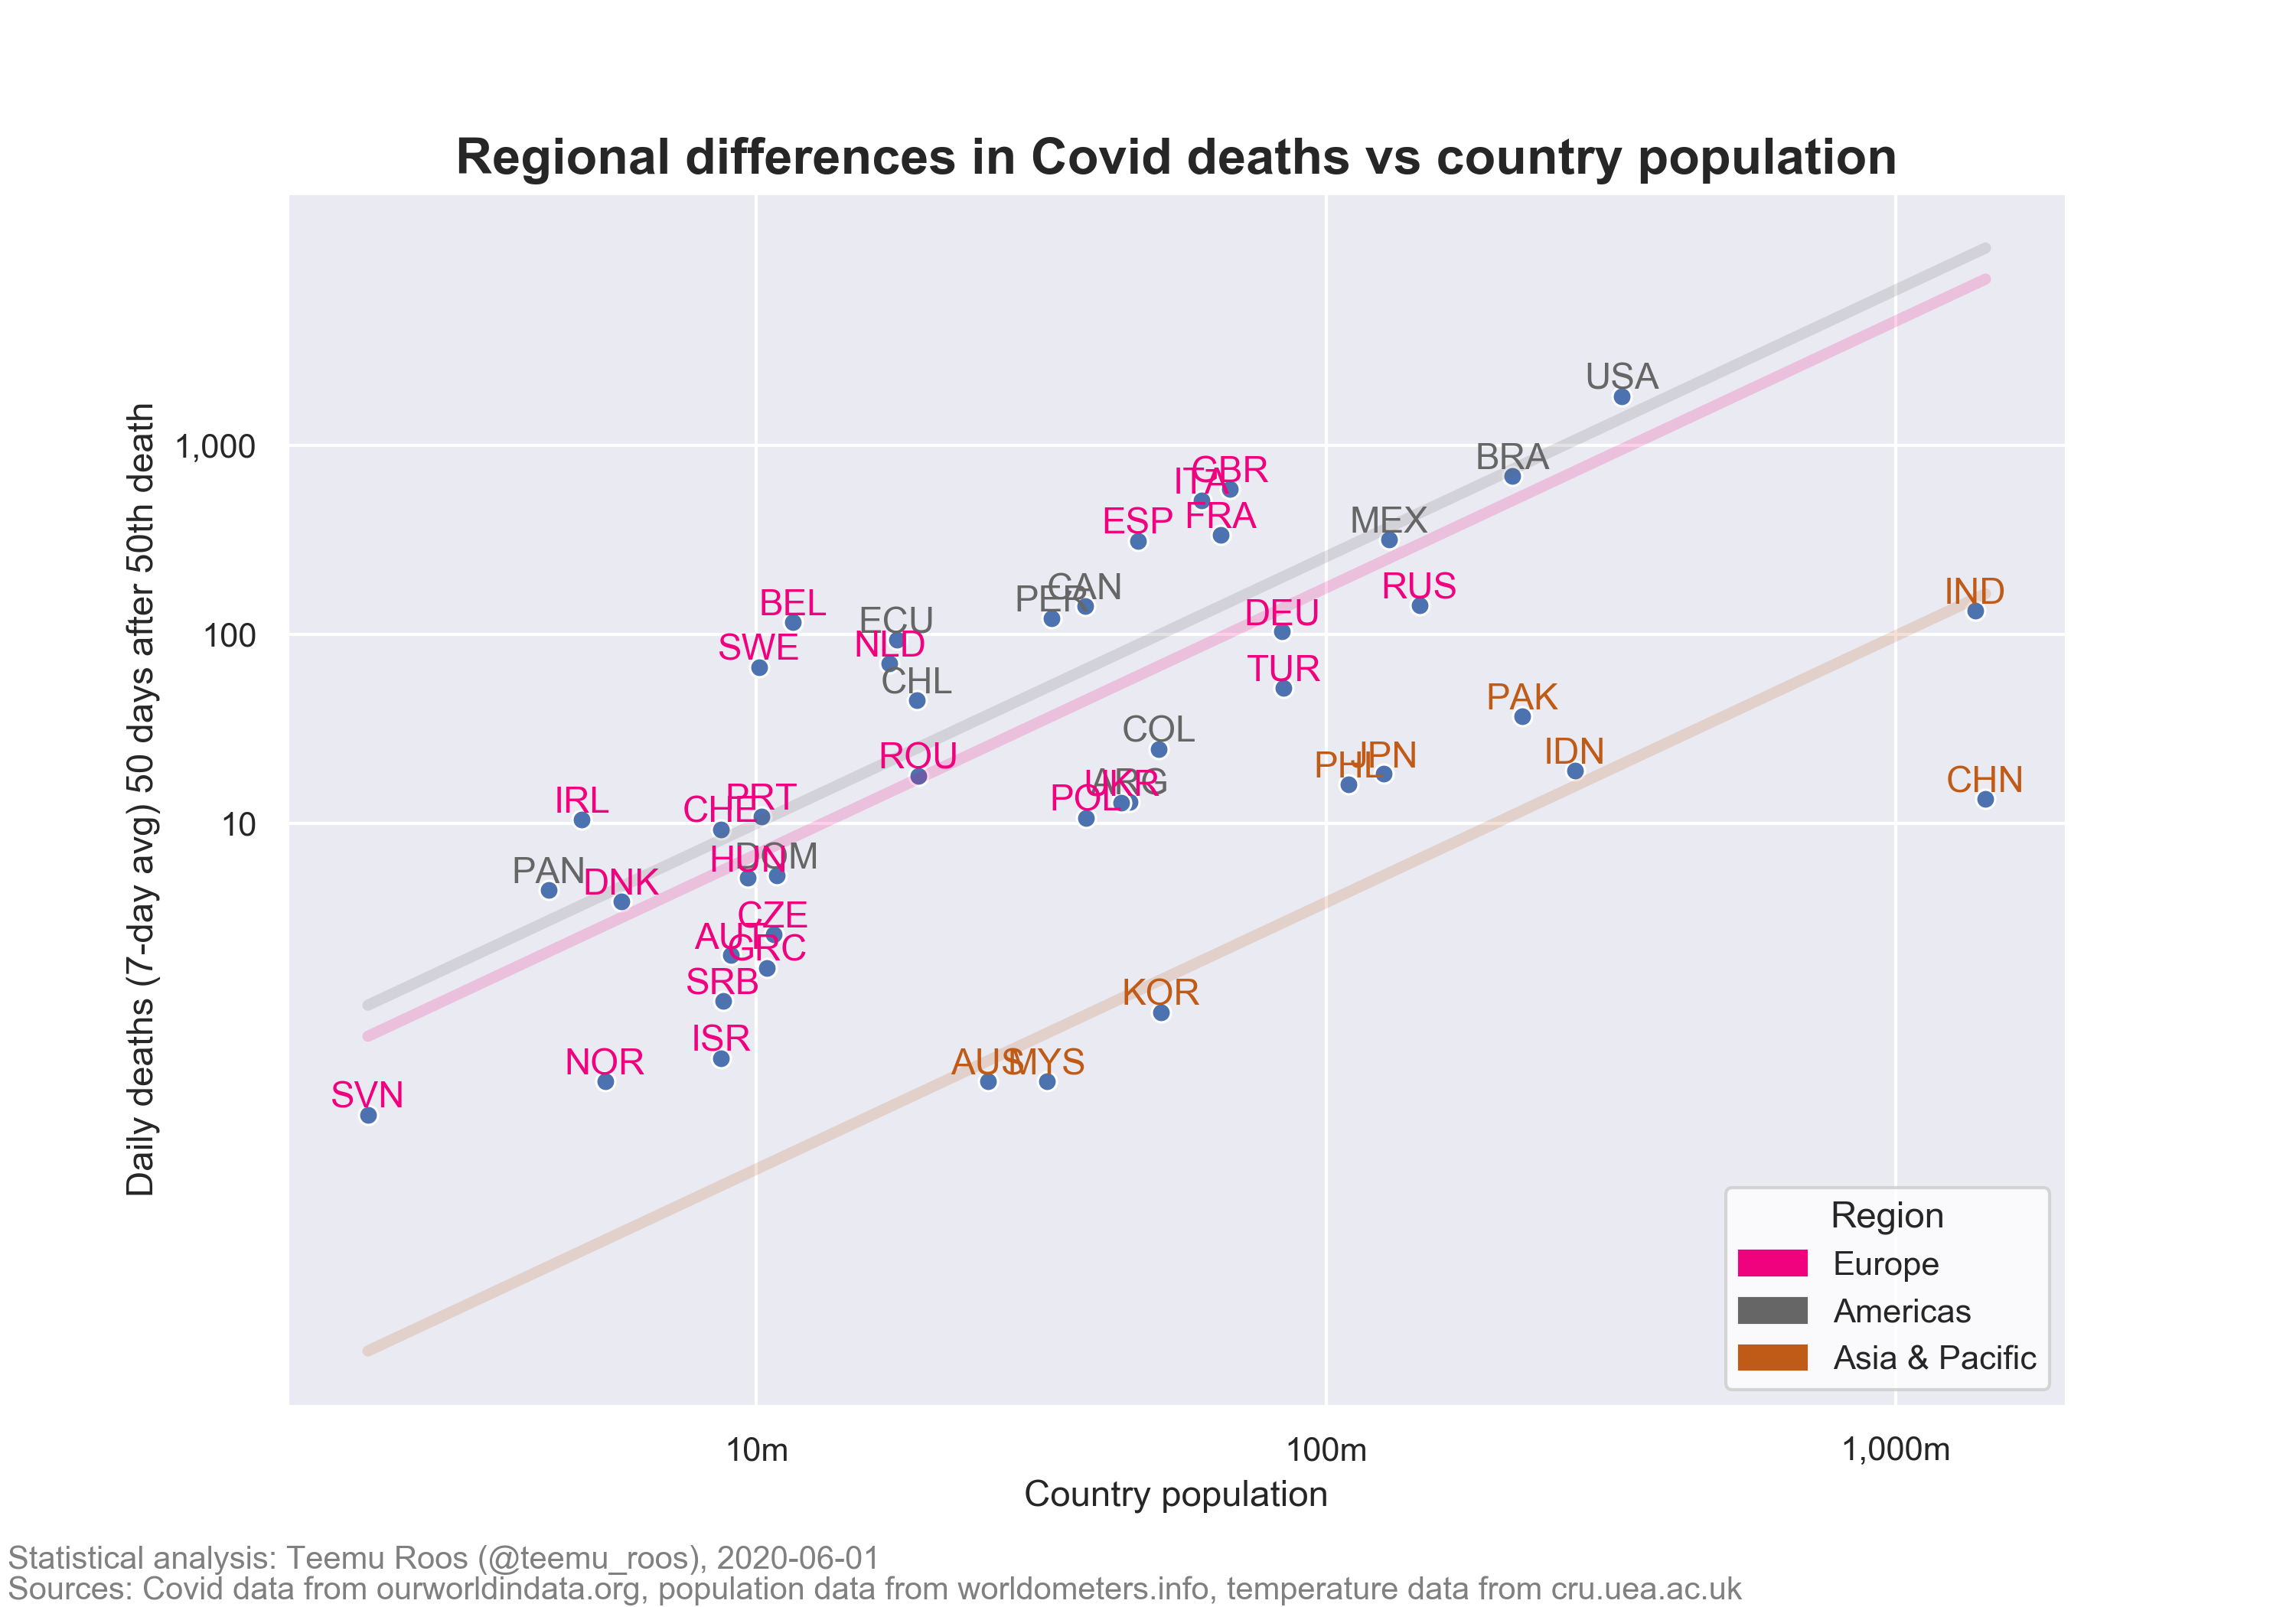 Regional differences in Covid deaths vs country population
Daily deaths (7-day avg) 50 days after 50th death
1,000
100
10
USA
BRA
GBR
ITA
FRA
ESP
MEX
RUS
IND
CAN
PER
BEL
DEU
ECU
SWE
NLD
TUR
CHL
PAK
COL
IDN
ROU
JPN
PHL
CHN
UKR
ARG
POL
IRL
PRT
CHE
PAN
DNK
HUN
DOM
CZE
AUT
GRC
SRB
KOR
ISR
NOR
AUS
MYS
SVN
Region
Europe
Americas
Asia & Pacific
10m
100m
1,000m
Country population
Statistical analysis: Teemu Roos (@teemu_roos), 2020-06-01
Sources: Covid data from ourworldindata.org, population data from worldometers.info, temperature data from cru.uea.ac.uk